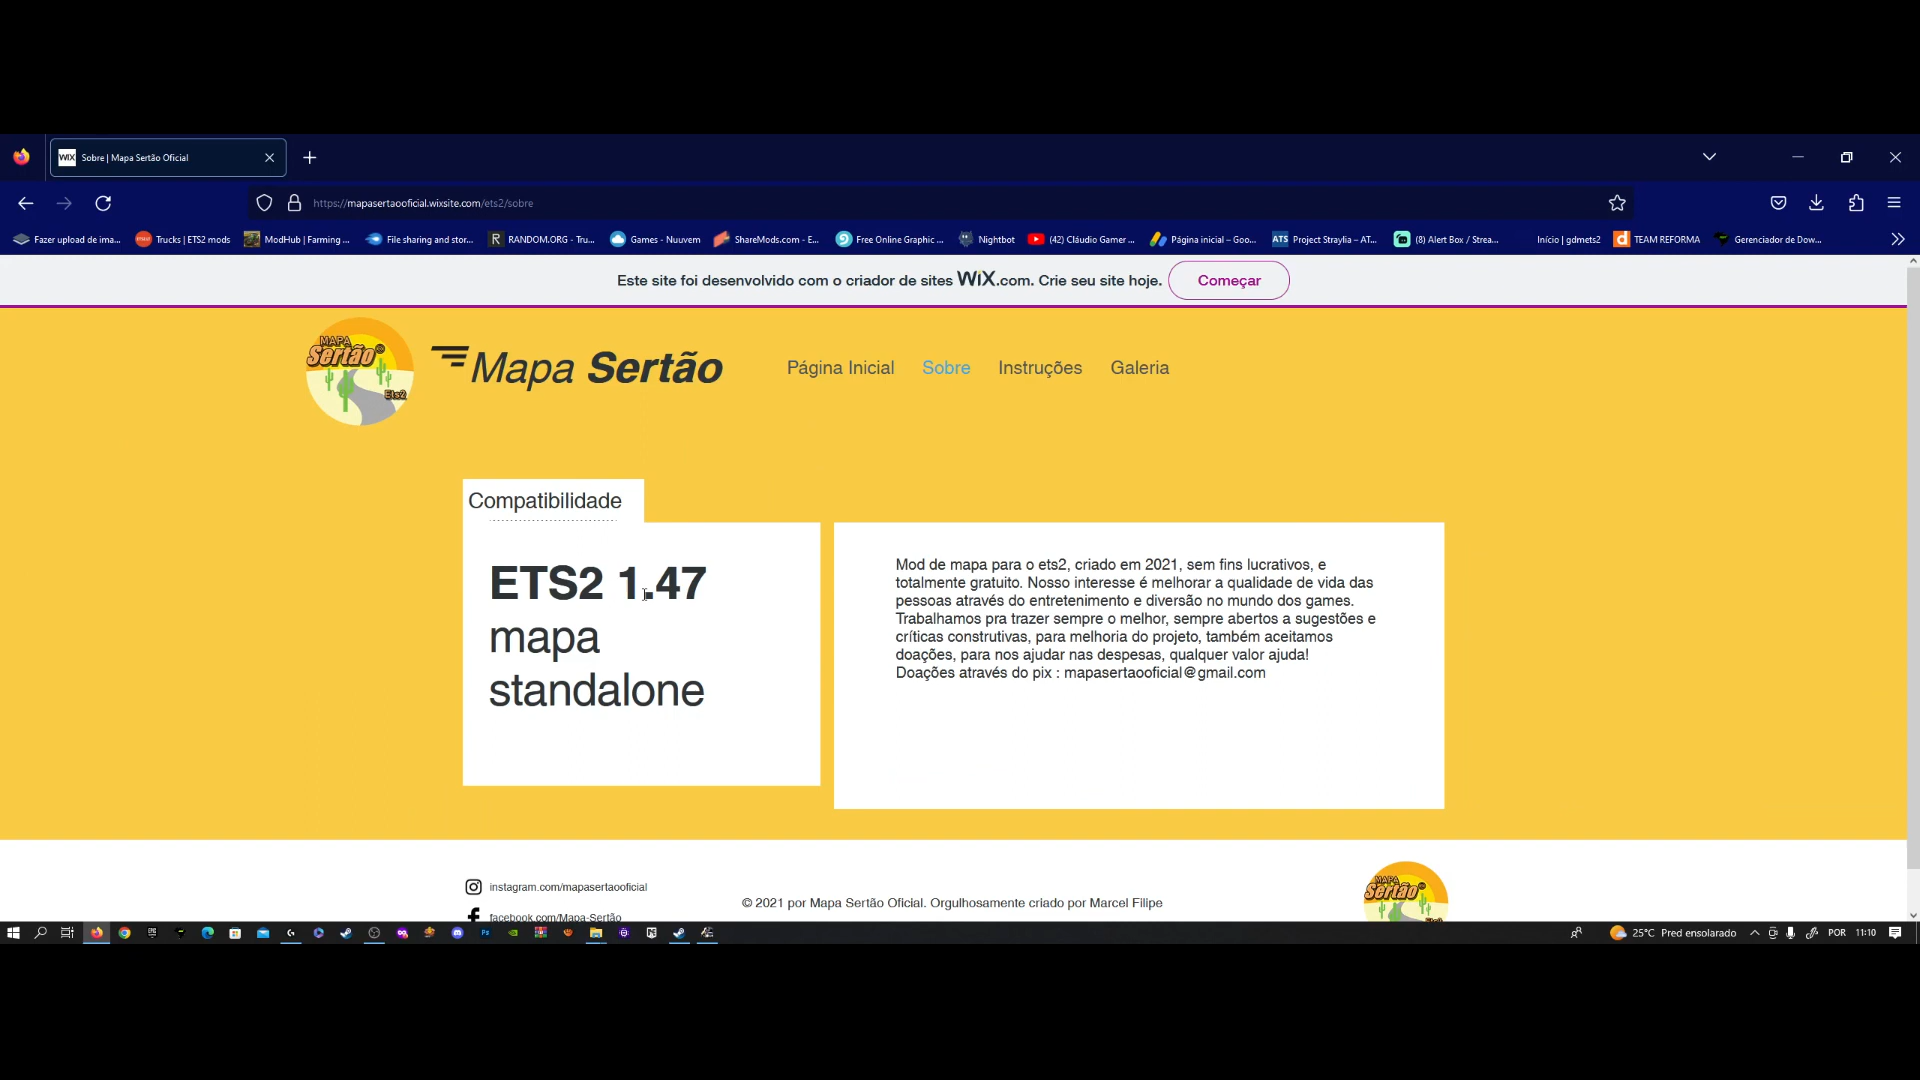 WIX Sobre | Mapa Sertão Oficial
https://mapasertaooficial.wixsite.com/ets2/sobre
Fazer upload de ima... Trucks | ETS2 mods ModHub | Farming ... File sharing and stor... R RANDOM.ORG - Tru... Games - Nuuvem ShareMods.com - E... Free Online Graphic ... Nightbot (42) Cláudio Gamer ... Página inicial – Goo... ATS Project Straylia – AT... (8) Alert Box / Strea... Início | gdmets2 d TEAM REFORMA Gerenciador de Dow...
Este site foi desenvolvido com o criador de sites WiX.com. Crie seu site hoje. Começar
MAPA
Sertão
Ets2
Mapa Sertão
Página Inicial Sobre Instruções Galeria
Compatibilidade
ETS2 1.47
mapa
standalone
Mod de mapa para o ets2, criado em 2021, sem fins lucrativos, e
totalmente gratuito. Nosso interesse é melhorar a qualidade de vida das
pessoas através do entretenimento e diversão no mundo dos games.
Trabalhamos pra trazer sempre o melhor, sempre abertos a sugestões e
críticas construtivas, para melhoria do projeto, também aceitamos
doações, para nos ajudar nas despesas, qualquer valor ajuda!
Doações através do pix : mapasertaooficial@gmail.com
instagram.com/mapasertaooficial
facebook.com/Mapa-Sertão
© 2021 por Mapa Sertão Oficial. Orgulhosamente criado por Marcel Filipe
MAPA
Sertão
25°C Pred ensolarado POR 11:10